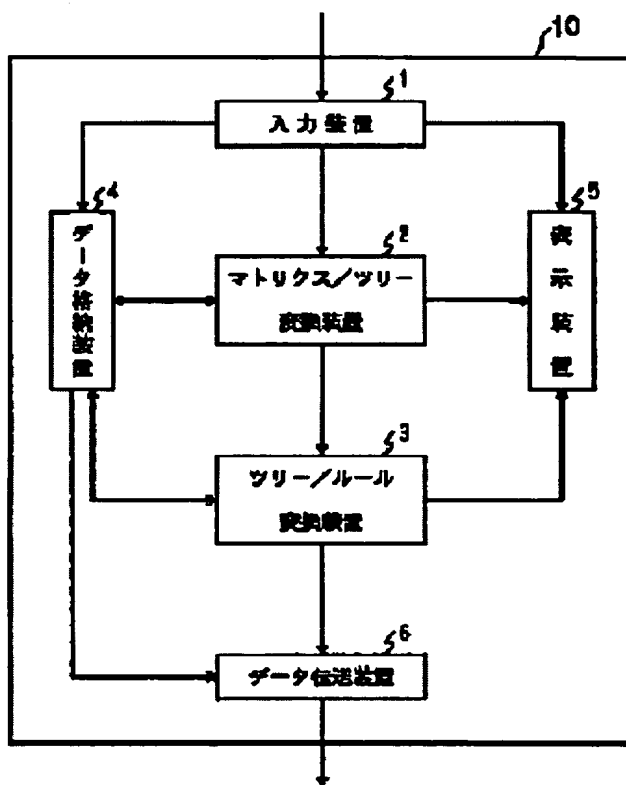 10
1
入力装置
4
データ格納装置
5
表示装置
2
マトリクス／ツリー
変換装置
3
ツリー／ルール
変換装置
6
データ伝送装置